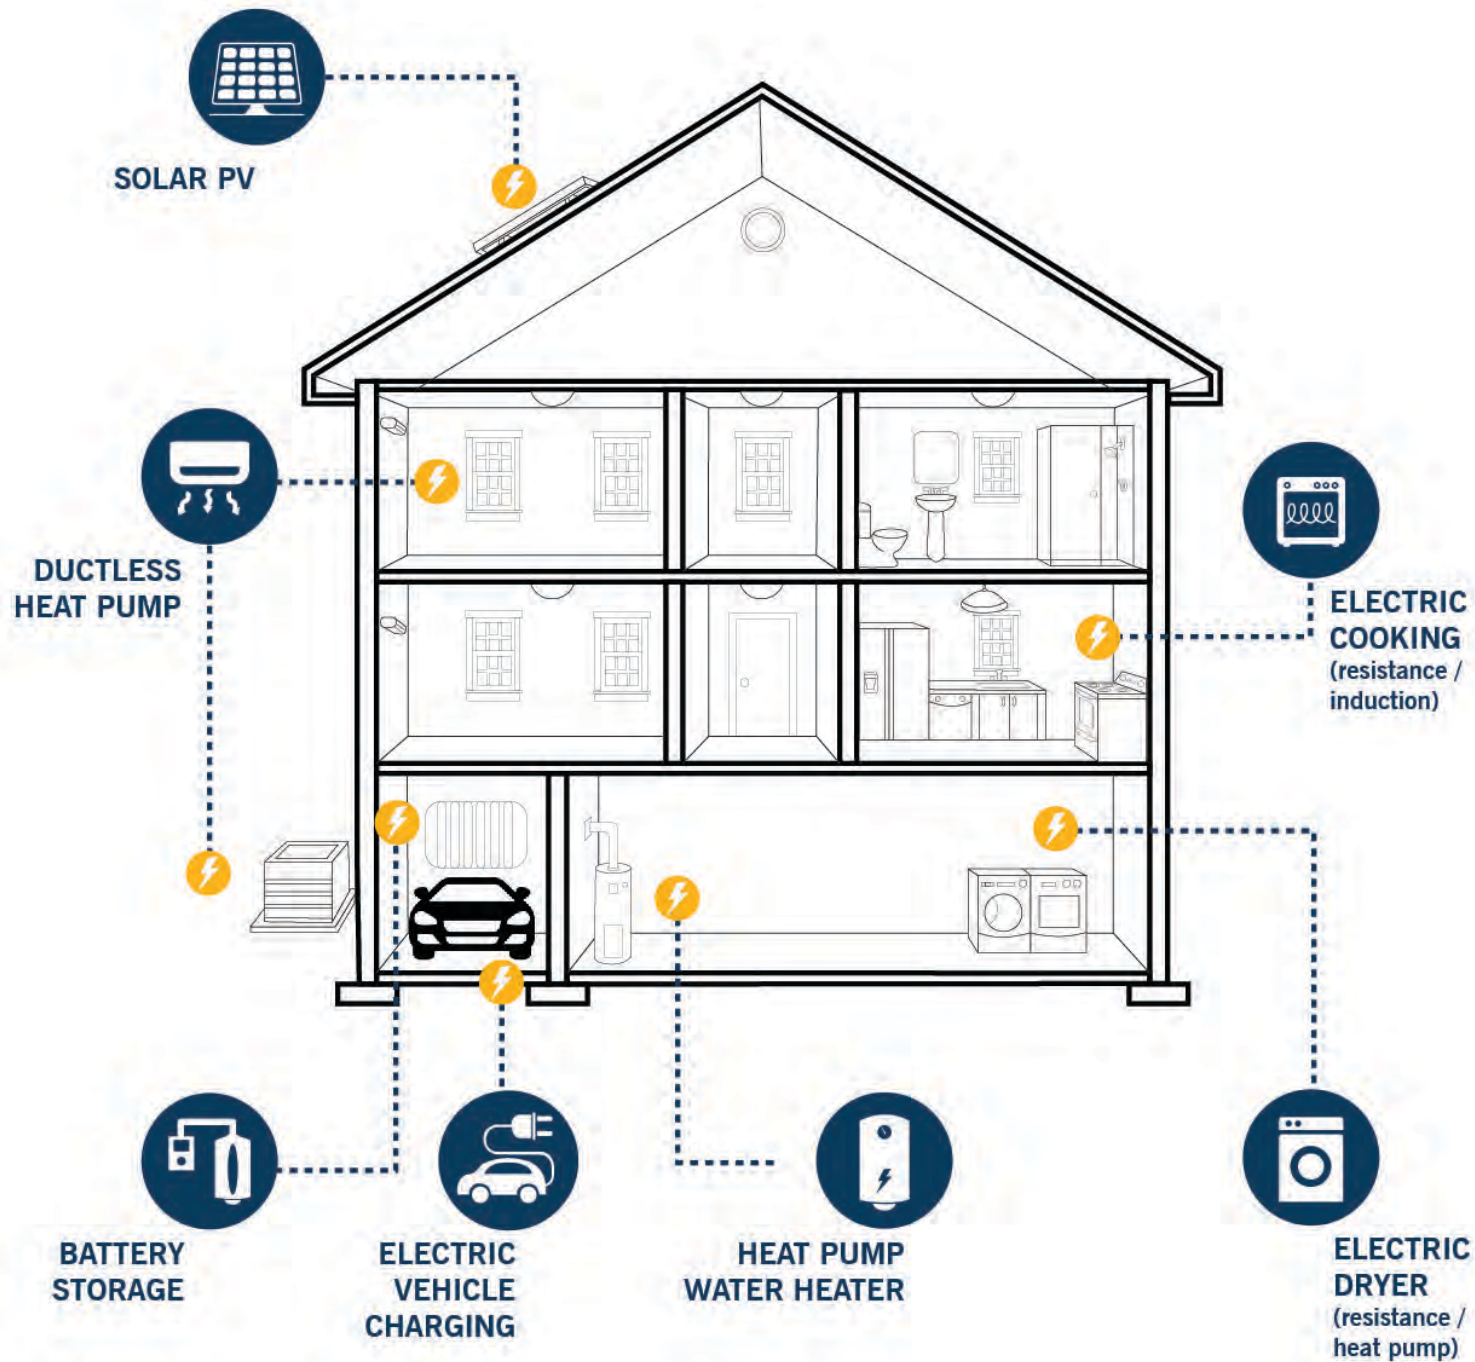 SOLAR PV
DUCTLESS
HEAT PUMP
ELECTRIC
COOKING
(resistance /
induction)
BATTERY
STORAGE
ELECTRIC
VEHICLE
CHARGING
HEAT PUMP
WATER HEATER
ELECTRIC
DRYER
(resistance /
heat pump)